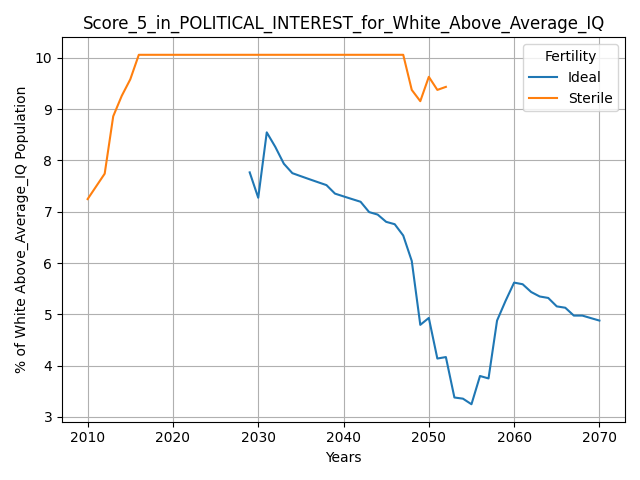 Score_5_in_POLITICAL_INTEREST_for_White_Above_Average_IQ
% of White Above_Average_IQ Population
10
9
8
7
6
5
4
3
Fertility
Ideal
Sterile
2010 2020 2030 2040 2050 2060 2070
Years